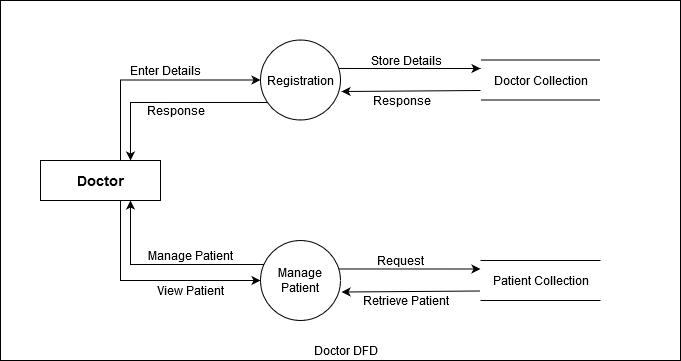 Enter Details
Registration
Store Details
Doctor Collection
Response
Response
Doctor
Manage Patient
View Patient
Manage
Patient
Request
Patient Collection
Retrieve Patient
Doctor DFD